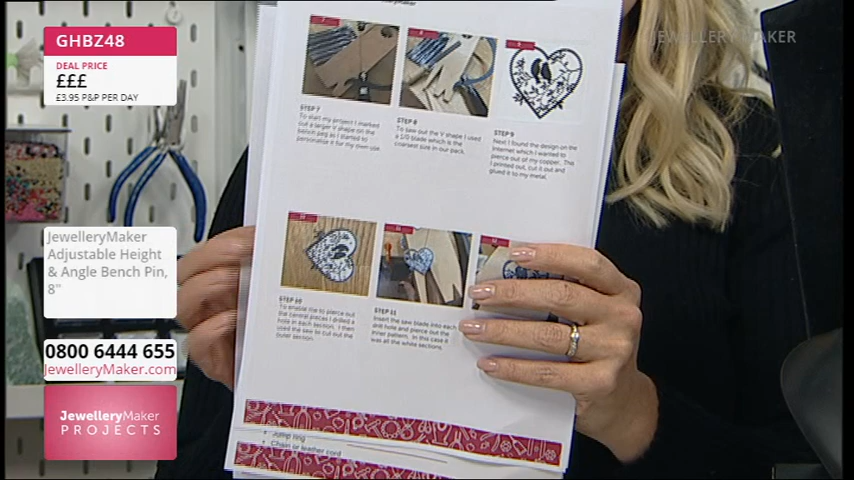 GHBZ48
DEAL PRICE
£££
£3.95 P&P PER DAY
JEWELLERY MAKER
STEP 7
To start my project I marked
out a larger V shape on the
bench peg as I started to
personalise it for my own use.
STEP 8
To saw out the V shape I used
a 1/0 blade which is the
coarsest size in our pack.
STEP 9
Next I found the design on the
internet which I wanted to
pierce out of my copper. This
I printed out, cut it out and
glued it to my metal.
STEP 10
To enable me to pierce out
the central pieces I drilled a
hole in each section. I then
used the saw to cut out the
outer section.
STEP 11
Insert the saw blade into each
drill hole and pierce out the
inner pattern. In this case it
was all the white sections.
Jump ring
Chain or leather cord
JewelleryMaker
Adjustable Height
& Angle Bench Pin,
8"
0800 6444 655
JewelleryMaker.com
JewelleryMaker
PROJECTS